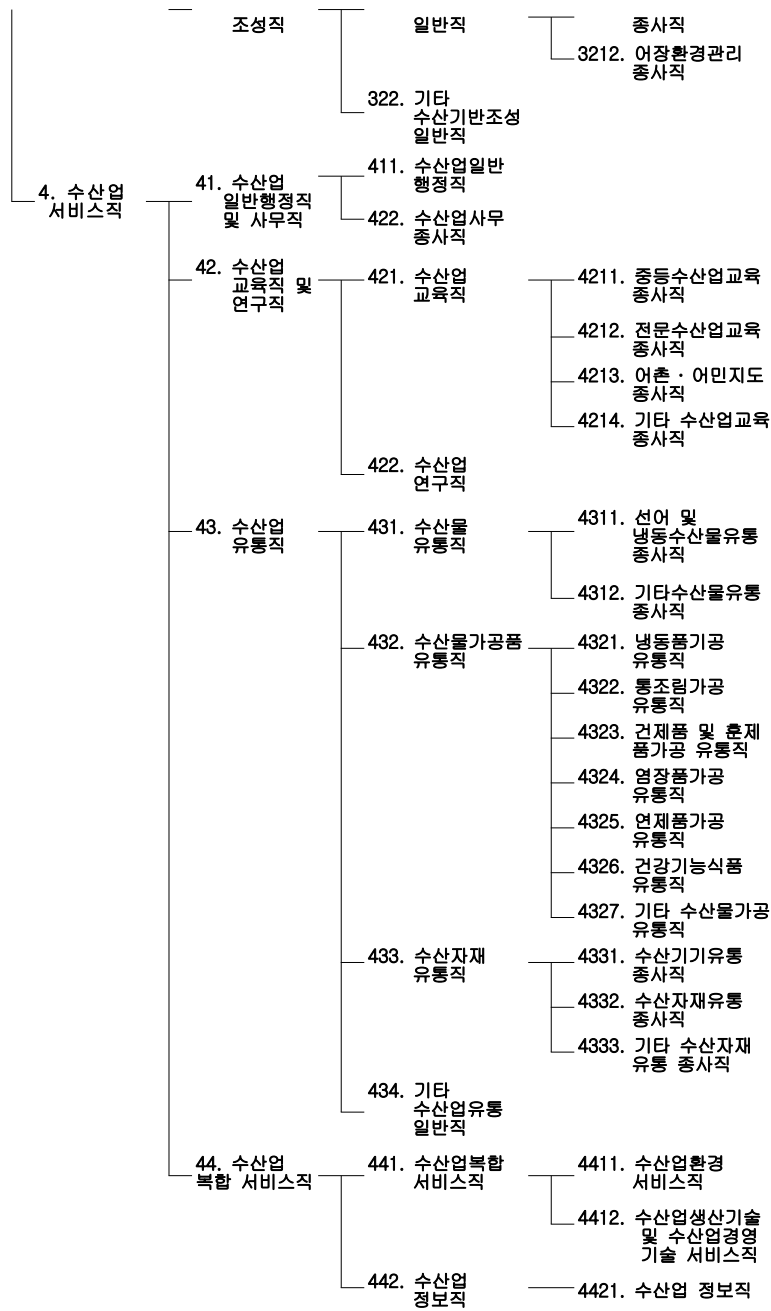 조성직
일반직
종사직
3212. 어장환경관리
종사직
322. 기타
수산기반조성
일반직
4. 수산업
서비스직
41. 수산업
일반행정직
및 사무직
411. 수산업일반
행정직
422. 수산업사무
종사직
42. 수산업
교육직 및
연구직
421. 수산업
교육직
4211. 중등수산업교육
종사직
4212. 전문수산업교육
종사직
4213. 어촌 · 어민지도
종사직
4214. 기타 수산업교육
종사직
422. 수산업
연구직
43. 수산업
유통직
431. 수산물
유통직
4311. 선어 및
냉동수산물유통
종사직
4312. 기타수산물유통
종사직
432. 수산물가공품
유통직
4321. 냉동품기공
유통직
4322. 통조림가공
유통직
4323. 건제품 및 훈제
품가공 유통직
4324. 염장품가공
유통직
4325. 연제품가공
유통직
4326. 건강기능식품
유통직
4327. 기타 수산물가공
유통직
433. 수산자재
유통직
4331. 수산기기유통
종사직
4332. 수산자재유통
종사직
4333. 기타 수산자재
유통 종사직
434. 기타
수산업유통
일반직
44. 수산업
복합 서비스직
441. 수산업복합
서비스직
4411. 수산업환경
서비스직
4412. 수산업생산기술
및 수산업경영
기술 서비스직
442. 수산업
정보직
4421. 수산업 정보직